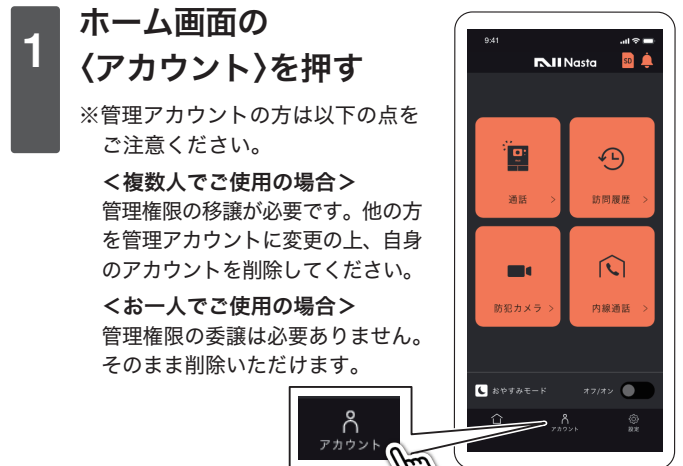 1
ホーム画面の
〈アカウント〉を押す
※管理アカウントの方は以下の点を
ご注意ください。
＜複数人でご使用の場合＞
管理権限の移譲が必要です。他の方
を管理アカウントに変更の上、自身
のアカウントを削除してください。
＜お一人でご使用の場合＞
管理権限の委譲は必要ありません。
そのまま削除いただけます。
9:41
Nasta
SD
通話 >
訪問履歴 >
防犯カメラ >
内線通話 >
おやすみモード オフ/オン
アカウント
設定
アカウント